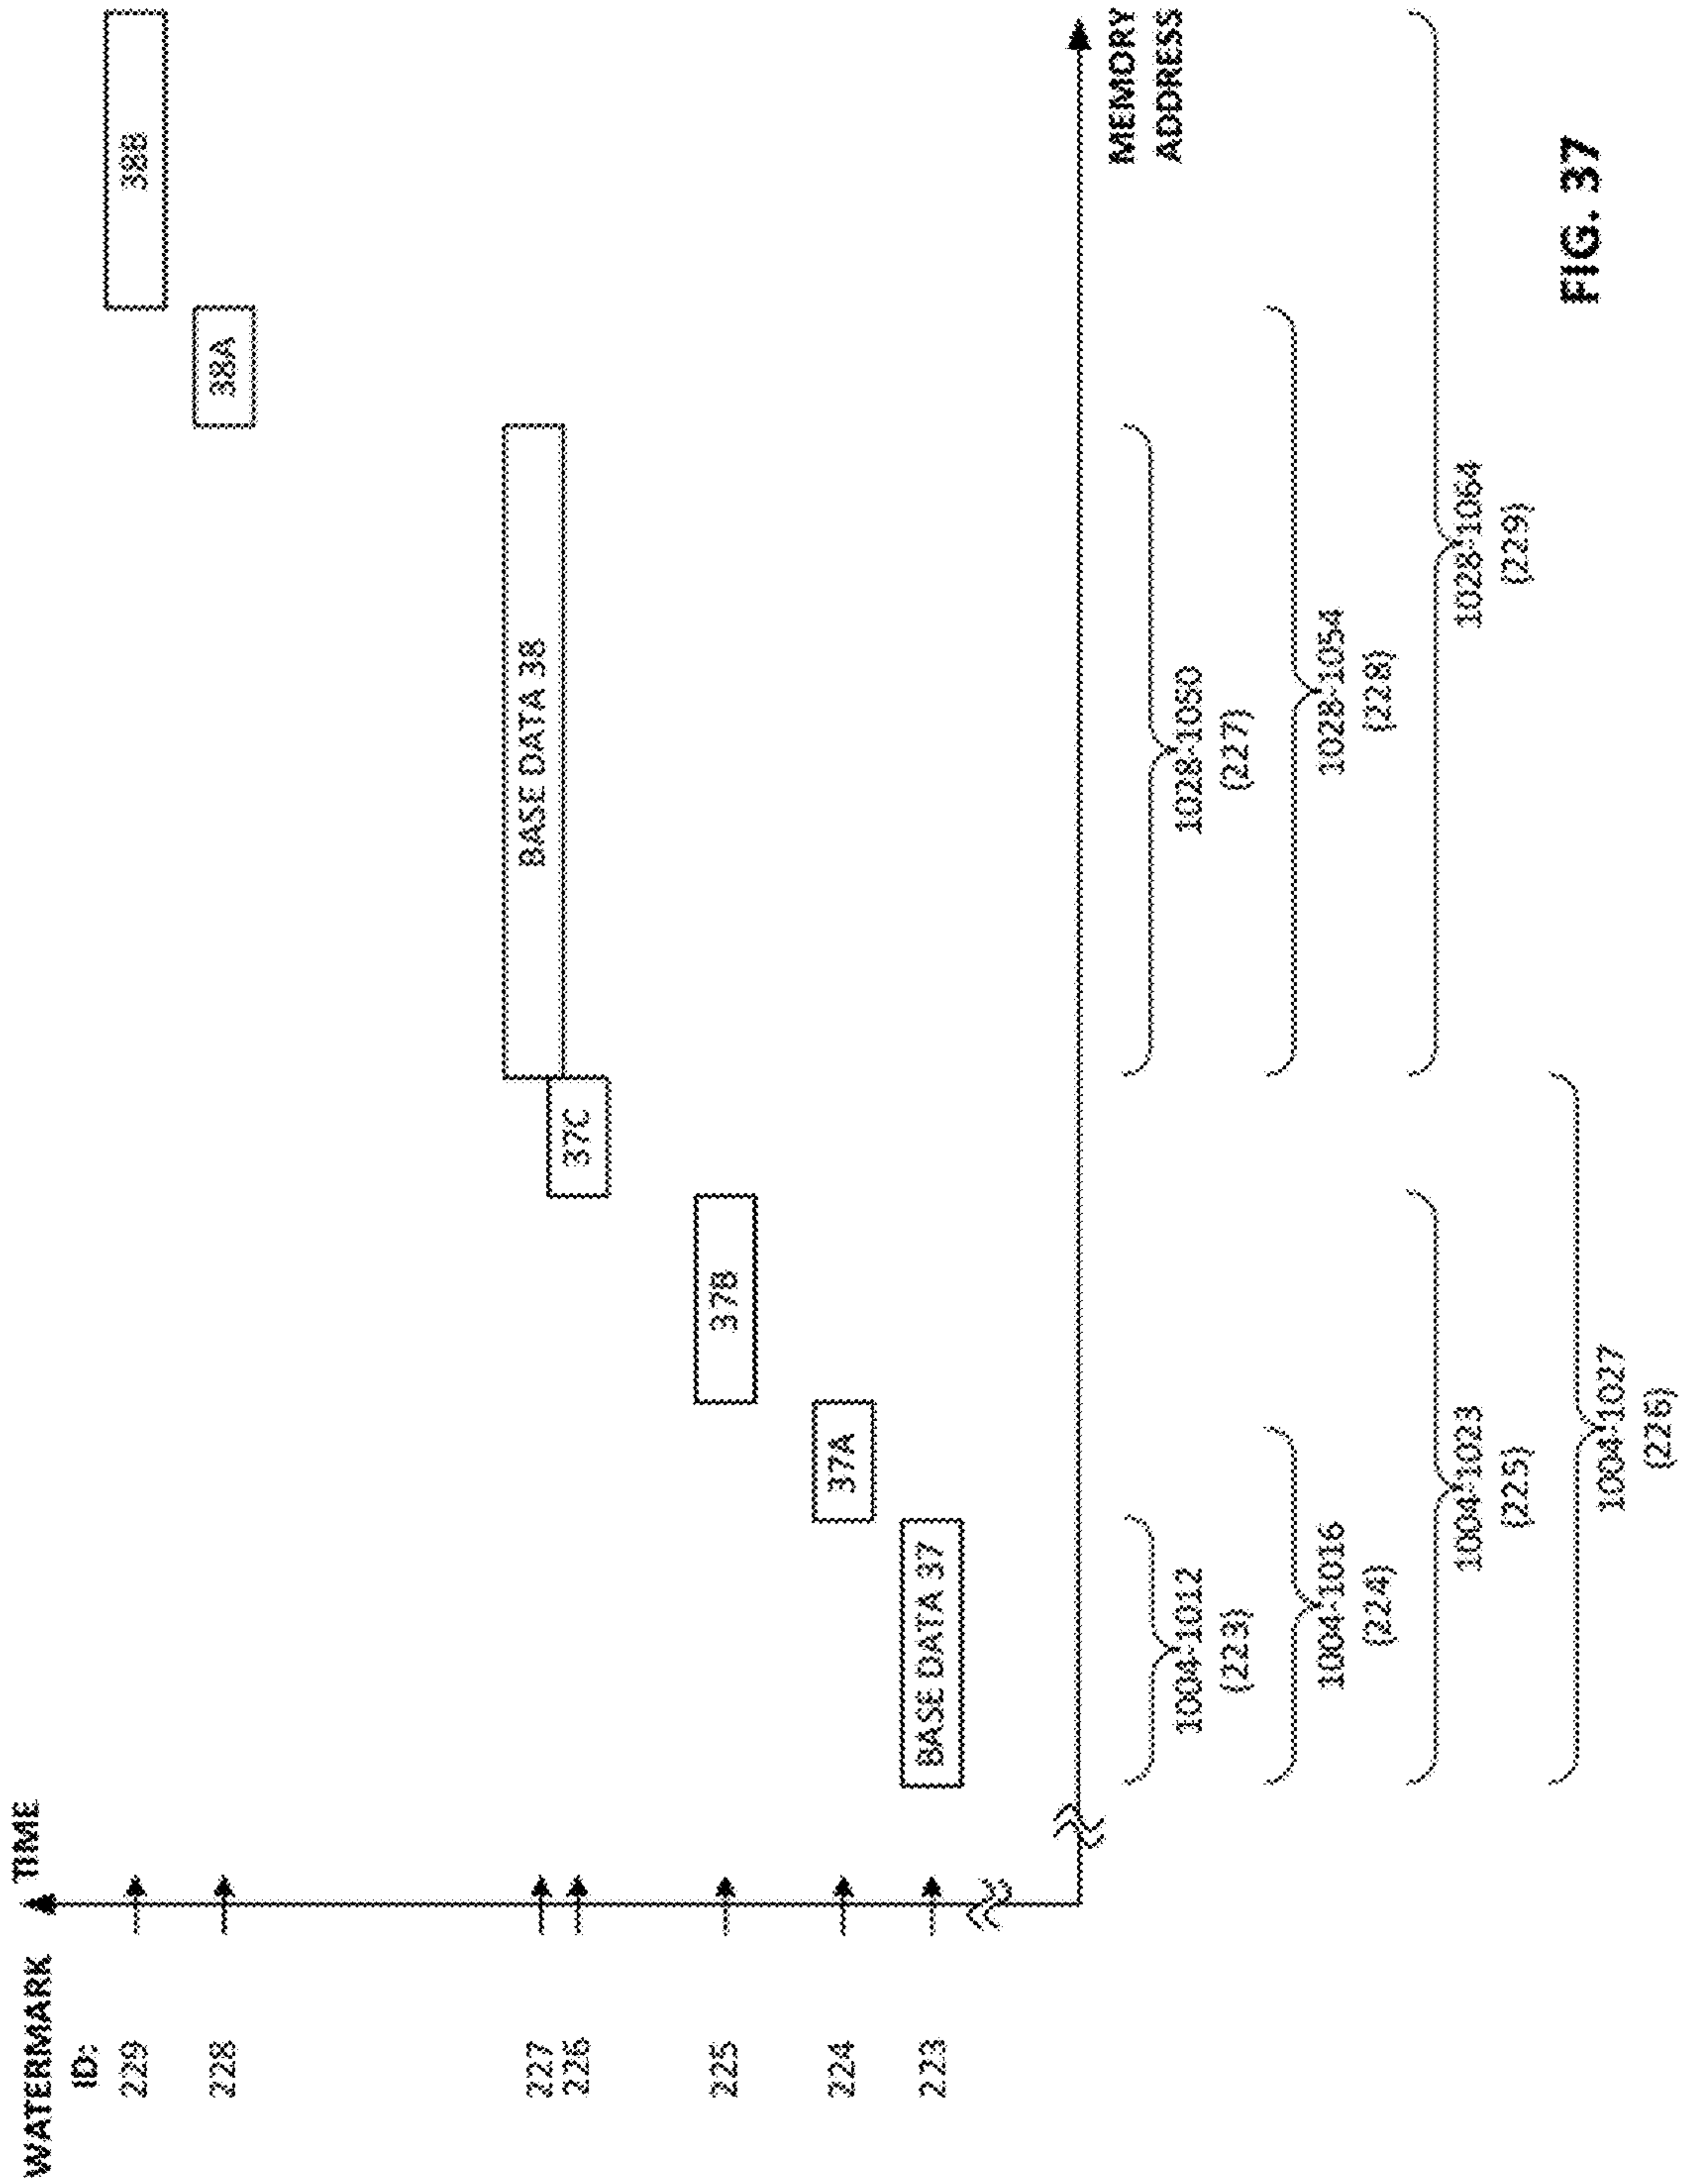 WATERMARK
ID:
TIME
229
228
227
226
225
224
223
38B
38A
BASE DATA 38
37C
37B
37A
BASE DATA 37
MEMORY
ADDRESS
1004-1012
(223)
1028-1050
(227)
1004-1016
(224)
1028-1054
(228)
1004-1023
(225)
1028-1064
(229)
1004-1027
(226)
FIG. 37